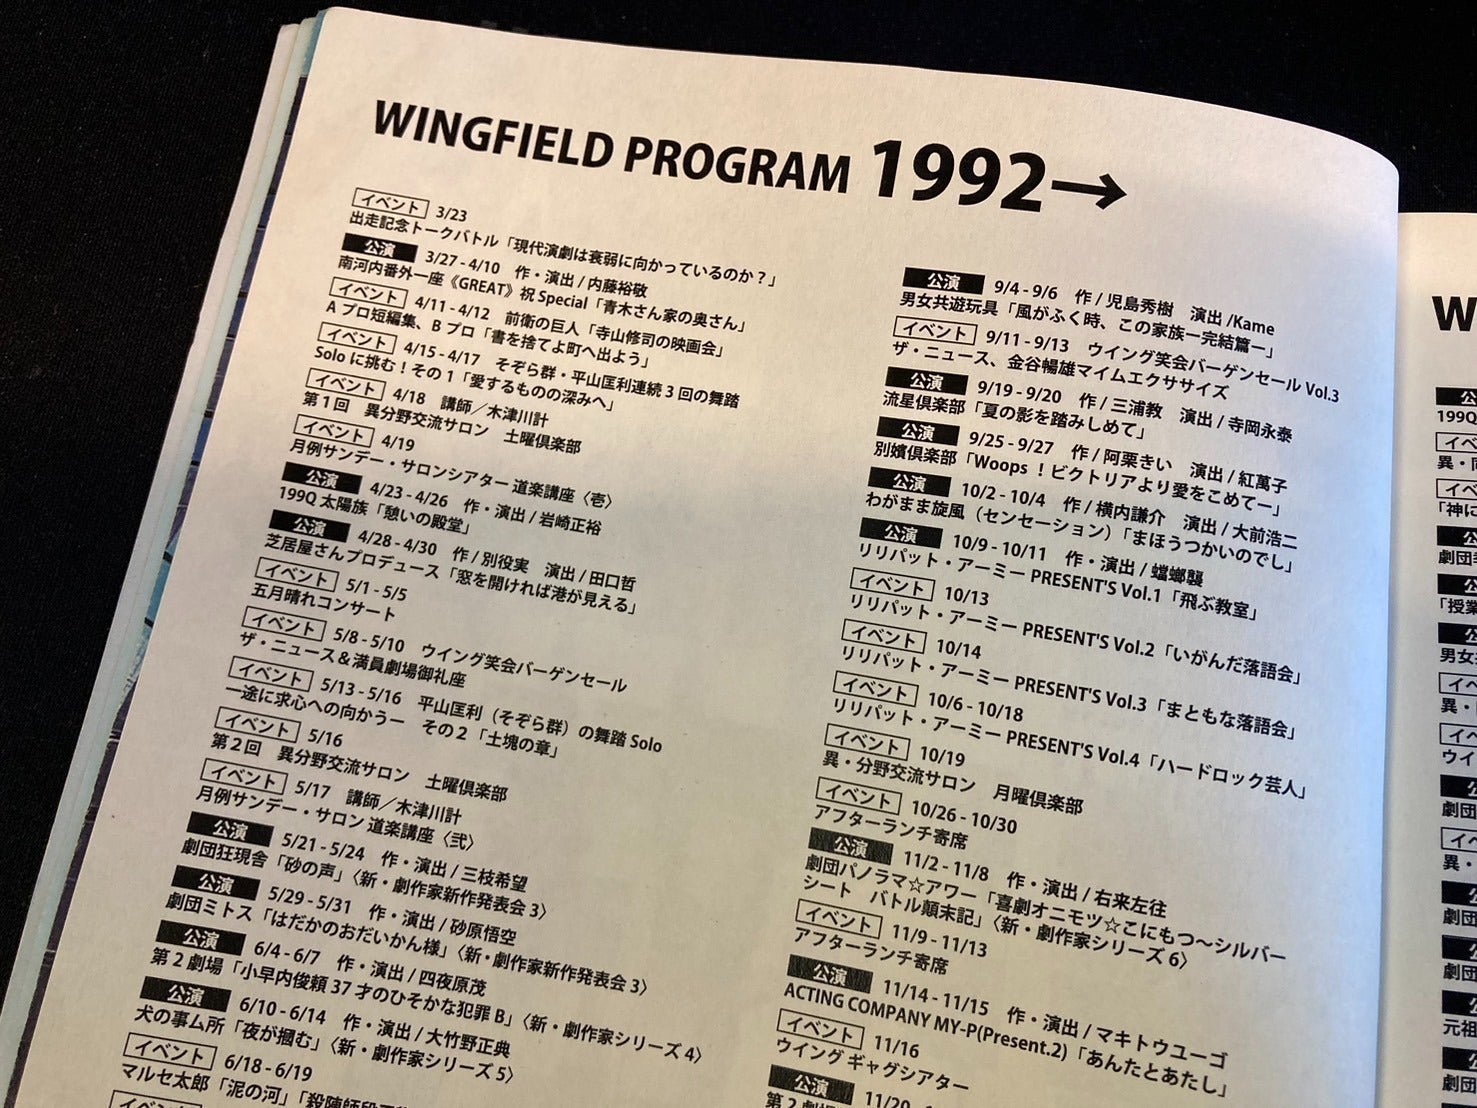 WINGFIELD PROGRAM 1992→
イベント 3/23
出走記念トークバトル「現代演劇は衰弱に向かっているのか?」
公演 3/27 - 4/10 作・演出 / 内藤裕敬
南河内番外一座《GREAT》祝 Special「青木さん家の奥さん」
イベント 4/11 - 4/12 前衛の巨人「寺山修司の映画会」
A プロ短編集、B プロ「書を捨てよ町へ出よう」
イベント 4/15 - 4/17 そぞら群・平山匡利連続 3 回の舞踏
Solo に挑む!その 1「愛するものの深みへ」
イベント 4/18 講師／木津川計
第 1 回 異分野交流サロン 土曜倶楽部
イベント 4/19
月例サンデー・サロンシアター 道楽講座〈壱〉
公演 4/23 - 4/26 作・演出 / 岩崎正裕
199Q 太陽族「憩いの殿堂」
公演 4/28 - 4/30 作 / 別役実 演出 / 田口哲
芝居屋さんプロデュース「窓を開ければ港が見える」
イベント 5/1 - 5/5
五月晴れコンサート
イベント 5/8 - 5/10 ウイング笑会バーゲンセール
ザ・ニュース＆満員劇場御礼座
イベント 5/13 - 5/16 平山匡利（そぞら群）の舞踏 Solo
一途に求心への向かうー その 2「土塊の章」
イベント 5/16
第 2 回 異分野交流サロン 土曜倶楽部
イベント 5/17 講師／木津川計
月例サンデー・サロン 道楽講座〈弐〉
公演 5/21 - 5/24 作・演出 / 三枝希望
劇団狂現舎「砂の声」〈新・劇作家新作発表会 3〉
公演 5/29 - 5/31 作・演出 / 砂原悟空
劇団ミトス「はだかのおだいかん様」〈新・劇作家新作発表会 3〉
公演 6/4 - 6/7 作・演出 / 四夜原茂
第 2 劇場「小早内俊頼 37 才のひそかな犯罪 B」〈新・劇作家シリーズ 4〉
公演 6/10 - 6/14 作・演出 / 大竹野正典
犬の事ム所「夜が掴む」〈新・劇作家シリーズ 5〉
イベント 6/18 - 6/19
マルセ太郎「泥の河」「殺陣師段
イベント
公演 9/4 - 9/6 作 / 児島秀樹 演出 /Kame
男女共遊玩具「風がふく時、この家族ー完結篇ー」
イベント 9/11 - 9/13 ウイング笑会バーゲンセール Vol.3
ザ・ニュース、金谷暢雄マイムエクササイズ
公演 9/19 - 9/20 作 / 三浦教 演出 / 寺岡永泰
流星倶楽部「夏の影を踏みしめて」
公演 9/25 - 9/27 作 / 阿栗きい 演出 / 紅萬子
別嬪倶楽部「Woops ！ビクトリアより愛をこめてー」
公演 10/2 - 10/4 作 / 横内謙介 演出 / 大前浩二
わがまま旋風（センセーション）「まほうつかいのでし」
公演 10/9 - 10/11 作・演出 / 蟷螂襲
リリパット・アーミー PRESENT'S Vol.1「飛ぶ教室」
イベント 10/13
リリパット・アーミー PRESENT'S Vol.2「いがんだ落語会」
イベント 10/14
リリパット・アーミー PRESENT'S Vol.3「まともな落語会」
イベント 10/6 - 10/18
リリパット・アーミー PRESENT'S Vol.4「ハードロック芸人」
イベント 10/19
異・分野交流サロン 月曜倶楽部
イベント 10/26 - 10/30
アフターランチ寄席
公演 11/2 - 11/8 作・演出 / 右来左往
劇団パノラマ☆アワー「喜劇オニモツ☆こにもつ〜シルバー
シート バトル顛末記」〈新・劇作家シリーズ 6〉
イベント 11/9 - 11/13
アフターランチ寄席
公演 11/14 - 11/15 作・演出 / マキトウユーゴ
ACTING COMPANY MY-P(Present.2)「あんたとあたし」
イベント 11/16
ウイング ギャグシアター
公演 11/20 - 
第 2 劇場
W
199Q
異・
「神に
劇団
「授業
男女
異・
ウイ
劇団
異・
劇団
劇団
元祖
劇団